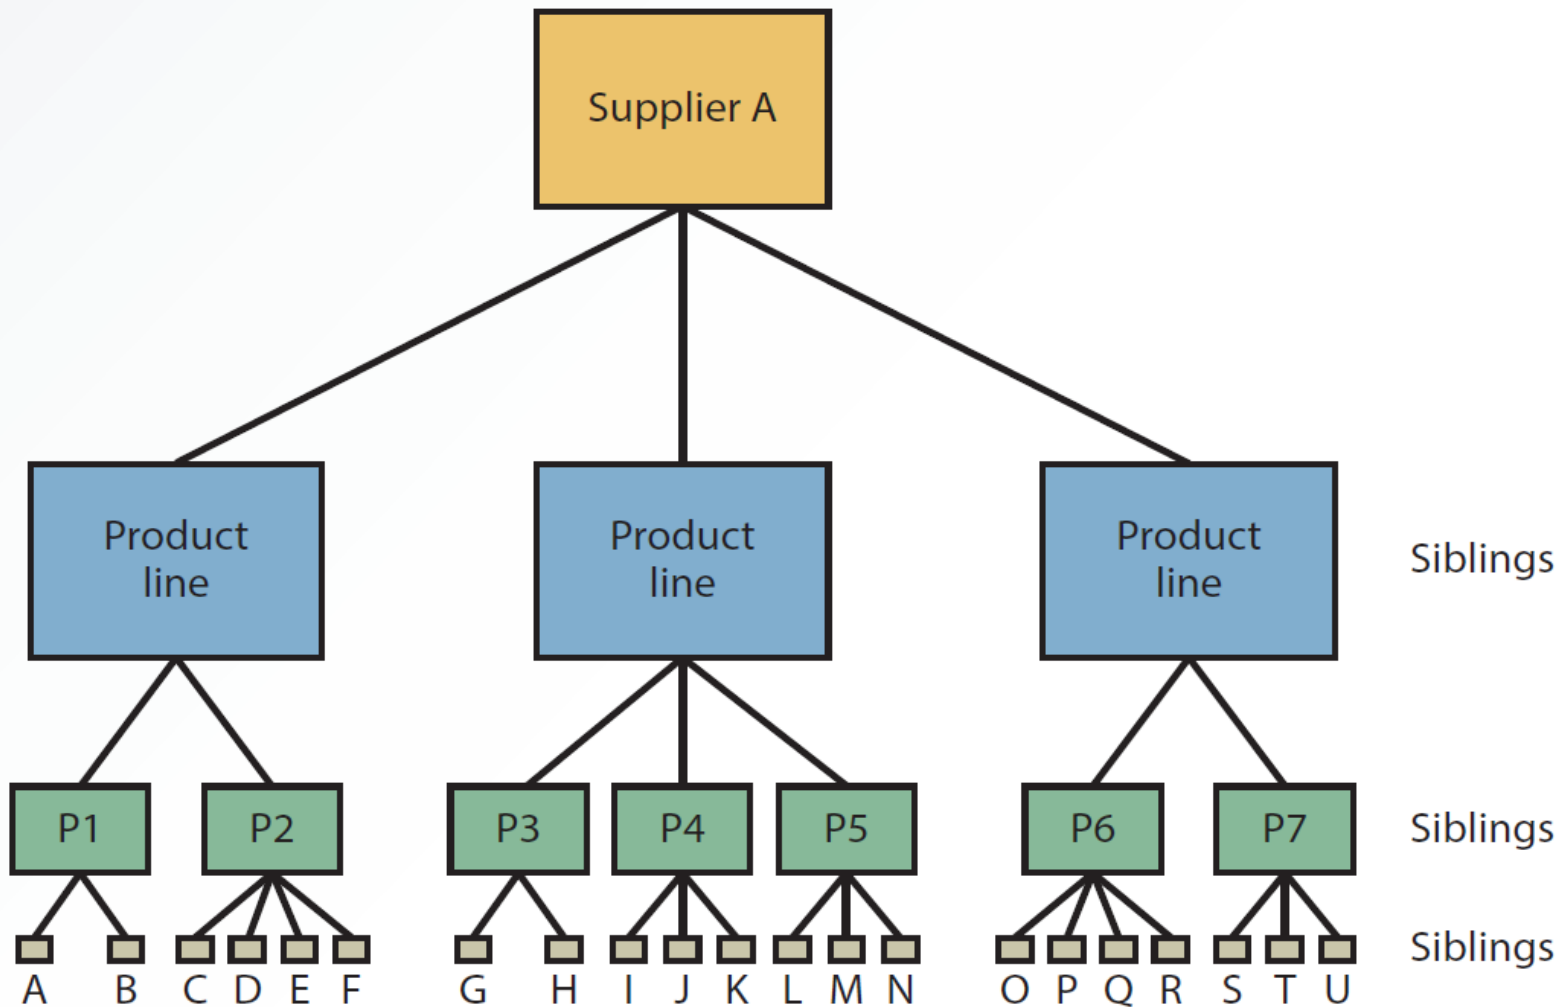 Supplier A
Product
line
Product
line
Product
line
Siblings
P1 P2 P3 P4 P5 P6 P7 Siblings
Siblings
A B C D E F G H I J K L M N O P Q R S T U